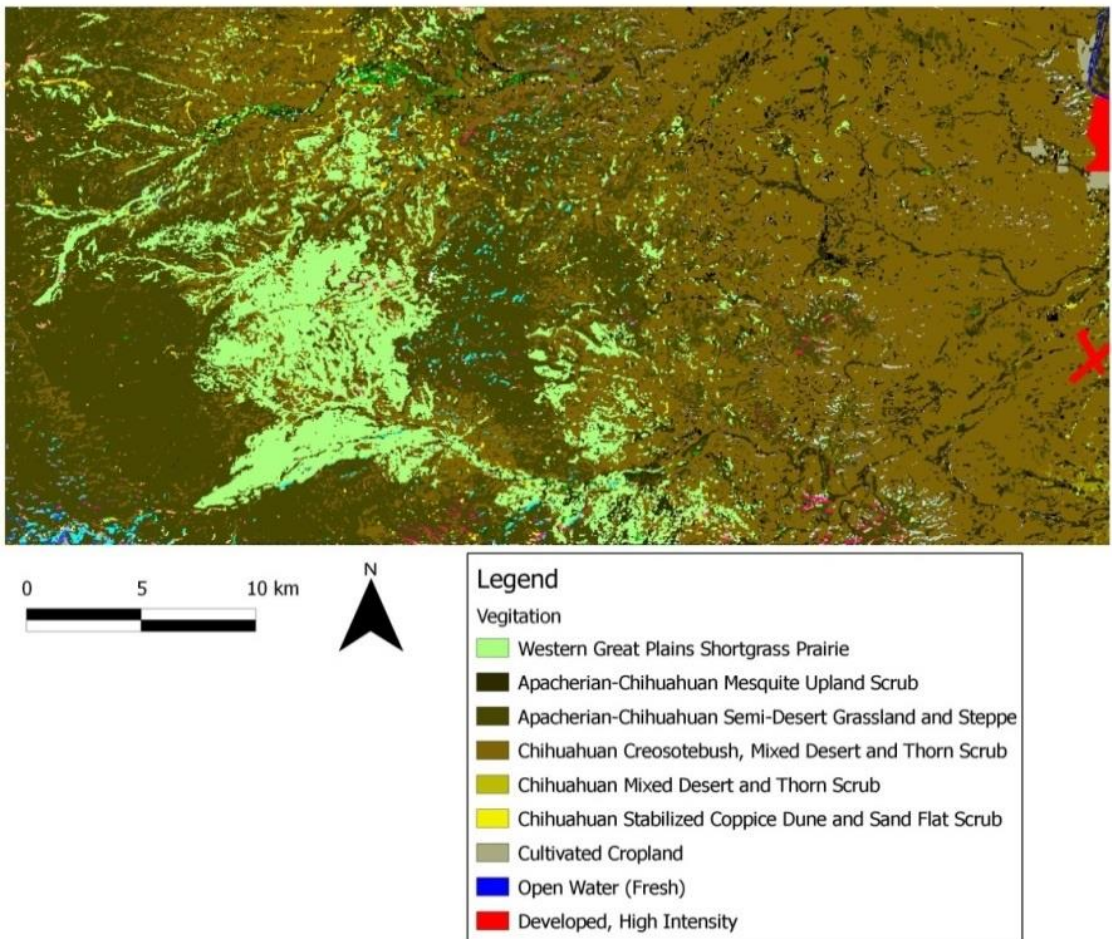 0 5 10 km
N
Legend
Vegitation
Western Great Plains Shortgrass Prairie
Apacherian-Chihuahuan Mesquite Upland Scrub
Apacherian-Chihuahuan Semi-Desert Grassland and Steppe
Chihuahuan Creosotebush, Mixed Desert and Thorn Scrub
Chihuahuan Mixed Desert and Thorn Scrub
Chihuahuan Stabilized Coppice Dune and Sand Flat Scrub
Cultivated Cropland
Open Water (Fresh)
Developed, High Intensity